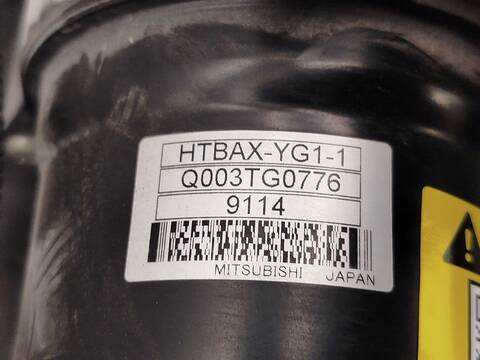 HTBAX-YG1-1
Q003TG0776
9114
MITSUBISHI JAPAN